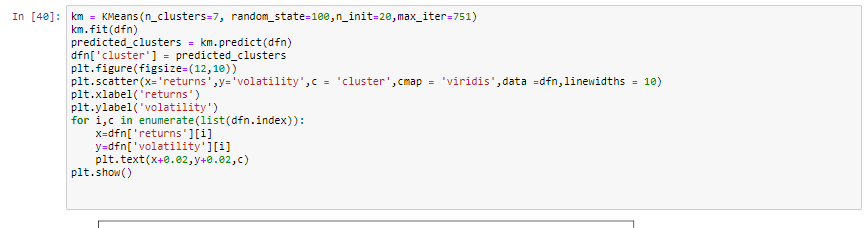 In [40]: km = KMeans(n_clusters=7, random_state=100,n_init=20,max_iter=751)
km.fit(dfn)
predicted_clusters = km.predict(dfn)
dfn['cluster'] = predicted_clusters
plt.figure(figsize=(12,10))
plt.scatter(x='returns',y='volatility',c = 'cluster',cmap = 'viridis',data =dfn,linewidths = 10)
plt.xlabel('returns')
plt.ylabel('volatility')
for i,c in enumerate(list(dfn.index)):
    x=dfn['returns'][i]
    y=dfn['volatility'][i]
    plt.text(x+0.02,y+0.02,c)
plt.show()